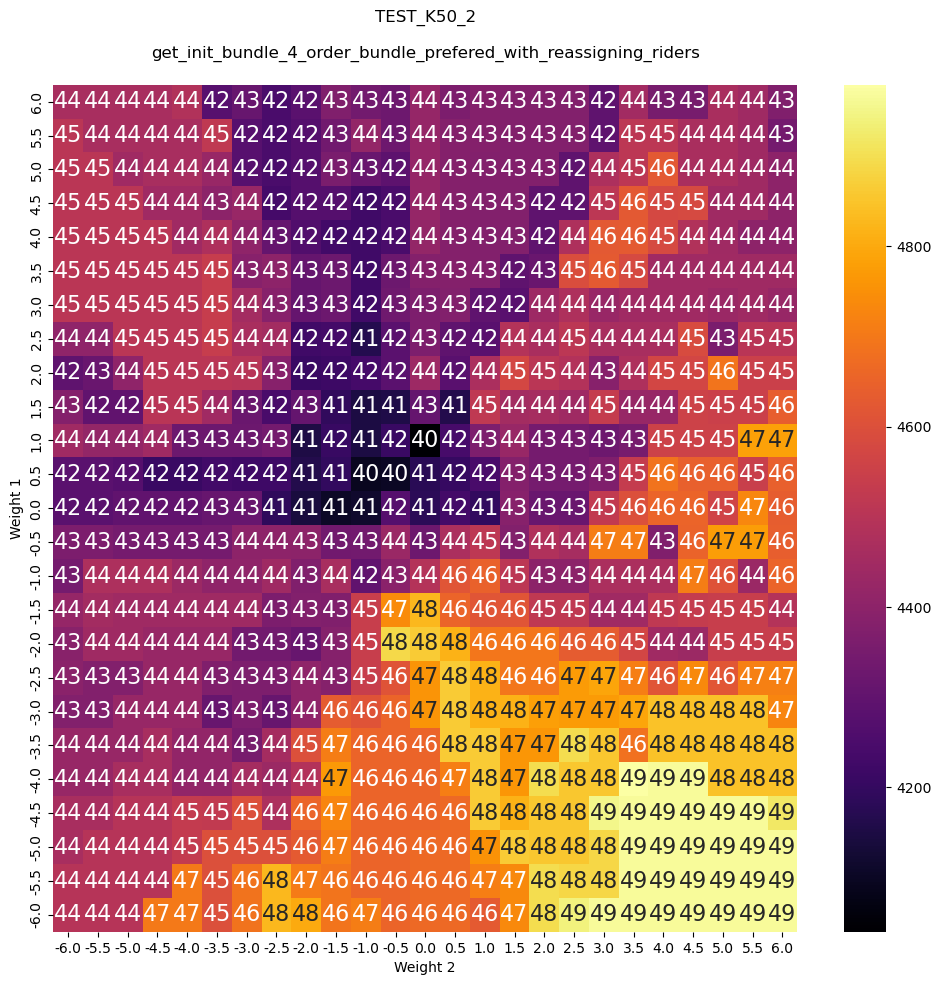 TEST_K50_2
get_init_bundle_4_order_bundle_prefered_with_reassigning_riders
Weight 1
6.0 44 44 44 44 44 42 43 42 42 43 43 43 44 43 43 43 43 43 42 44 43 43 44 44 43
5.5 45 44 44 44 44 45 42 42 42 43 44 43 44 43 43 43 43 43 42 45 45 44 44 44 43
5.0 45 45 44 44 44 44 42 42 42 43 43 42 44 43 43 43 43 42 44 45 46 44 44 44 44
4.5 45 45 45 44 44 43 44 42 42 42 42 42 44 43 43 43 42 42 45 46 45 45 44 44 44
4.0 45 45 45 45 44 44 44 43 42 42 42 42 44 43 43 43 42 44 46 46 45 44 44 44 44
3.5 45 45 45 45 45 45 43 43 43 43 42 43 44 43 43 42 43 45 46 45 44 44 44 44 44
3.0 45 45 45 45 45 45 44 43 43 43 42 43 43 43 42 42 44 44 44 44 44 44 44 44 44
2.5 44 44 45 45 45 45 44 44 42 42 41 42 43 42 42 44 44 45 44 44 44 45 43 45 45
2.0 42 43 44 45 45 45 45 43 42 42 42 42 44 42 44 45 45 44 43 44 45 45 46 45 45
1.5 43 42 42 45 45 44 43 42 43 41 41 41 43 41 45 44 44 44 45 44 44 45 45 45 46
1.0 44 44 44 44 43 43 43 43 41 42 41 42 40 42 43 44 43 43 43 43 45 45 45 47 47
0.5 42 42 42 42 42 42 42 42 41 41 40 40 41 42 42 43 43 43 43 45 46 46 46 45 46
0.0 42 42 42 42 42 43 43 41 41 41 41 42 41 42 41 43 43 43 45 46 46 46 45 47 46
-0.5 43 43 43 43 43 43 44 44 43 43 43 44 43 44 45 43 44 44 47 47 43 46 47 47 46
-1.0 43 44 44 44 44 44 44 44 43 44 42 43 44 46 46 45 43 43 44 44 44 47 46 44 46
-1.5 44 44 44 44 44 44 44 43 43 43 45 47 48 46 46 46 45 45 44 44 45 45 45 45 44
-2.0 43 44 44 44 44 44 43 43 43 43 45 48 48 48 46 46 46 46 46 45 44 44 45 45 45
-2.5 43 43 43 44 44 43 43 43 44 43 45 46 47 48 48 46 46 47 47 47 46 47 46 47 47
-3.0 43 43 44 44 44 43 43 43 44 46 46 46 47 48 48 48 47 47 47 47 48 48 48 48 47
-3.5 44 44 44 44 44 44 43 44 45 47 46 46 46 48 48 47 47 48 48 46 48 48 48 48 48
-4.0 44 44 44 44 44 44 44 44 44 47 46 46 46 47 48 47 48 48 48 49 49 49 48 48 48
-4.5 44 44 44 44 45 45 45 44 46 47 46 46 46 46 48 48 48 48 49 49 49 49 49 49 49
-5.0 44 44 44 44 45 45 45 45 46 47 46 46 46 46 47 48 48 48 48 49 49 49 49 49 49
-5.5 44 44 44 44 47 45 46 48 47 46 46 46 46 46 47 47 48 48 48 49 49 49 49 49 49
-6.0 44 44 44 47 47 45 46 48 48 46 47 46 46 46 46 47 48 49 49 49 49 49 49 49 49
-6.0 -5.5 -5.0 -4.5 -4.0 -3.5 -3.0 -2.5 -2.0 -1.5 -1.0 -0.5 0.0 0.5 1.0 1.5 2.0 2.5 3.0 3.5 4.0 4.5 5.0 5.5 6.0
Weight 2
4800
4600
4400
4200